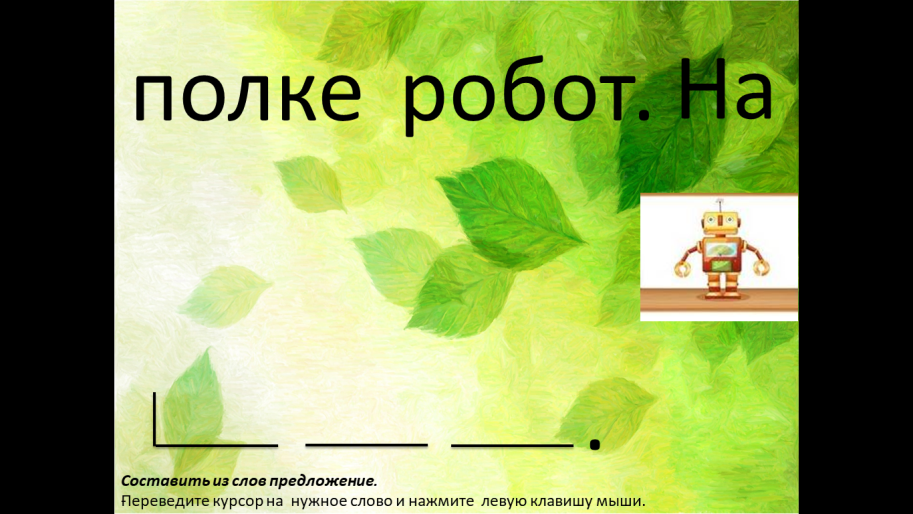 полке робот. На
.
Составить из слов предложение.
Переведите курсор на нужное слово и нажмите левую клавишу мыши.